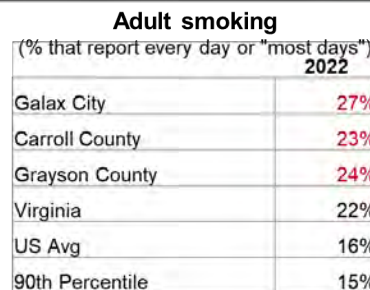 Adult smoking
(% that report every day or "most days")
2022
Galax City 27%
Carroll County 23%
Grayson County 24%
Virginia 22%
US Avg 16%
90th Percentile 15%